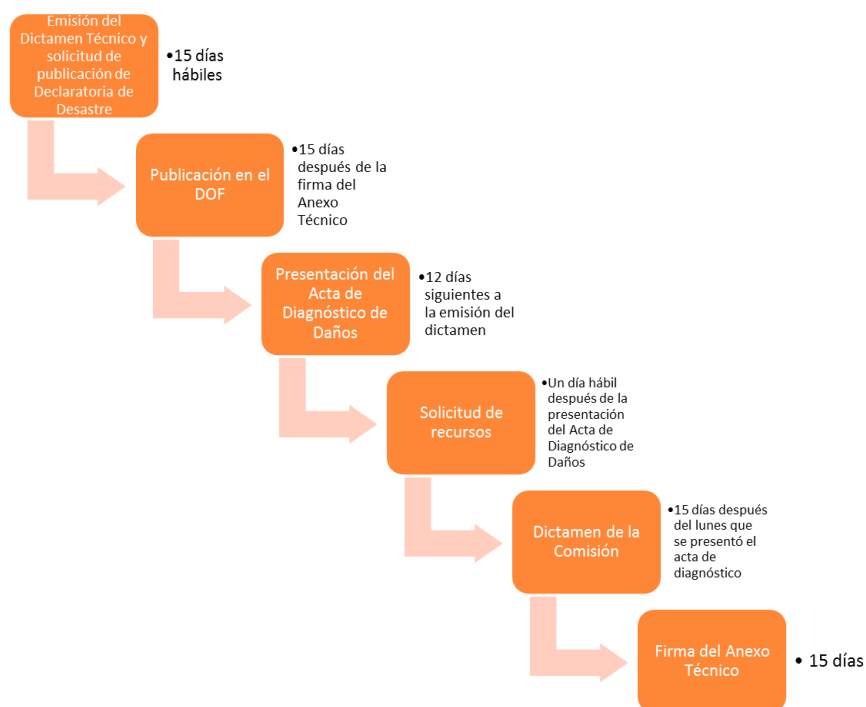 Emisión del
Dictamen Técnico y
solicitud de
publicación de
Declaratoria de
Desastre
•15 días
hábiles
Publicación en el
DOF
•15 días
después de la
firma del
Anexo
Técnico
Presentación del
Acta de
Diagnóstico de
Daños
•12 días
siguientes a
la emisión del
dictamen
Solicitud de
recursos
•Un día hábil
después de la
presentación
del Acta de
Diagnóstico de
Daños
Dictamen de la
Comisión
•15 días después
del lunes que
se presentó el
acta de
diagnóstico
Firma del Anexo
Técnico
• 15 días